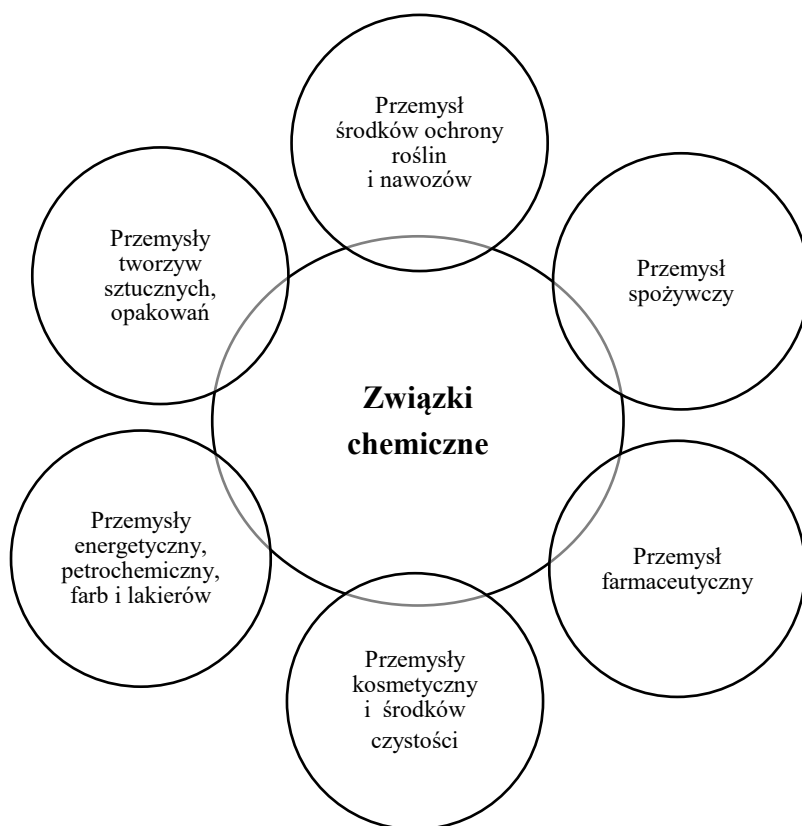 Przemysł
środków ochrony
roślin
i nawozów
Przemysły
tworzyw
sztucznych,
opakowań
Przemysł
spożywczy
Związki
chemiczne
Przemysły
energetyczny,
petrochemiczny,
farb i lakierów
Przemysł
farmaceutyczny
Przemysły
kosmetyczny
i środków
czystości